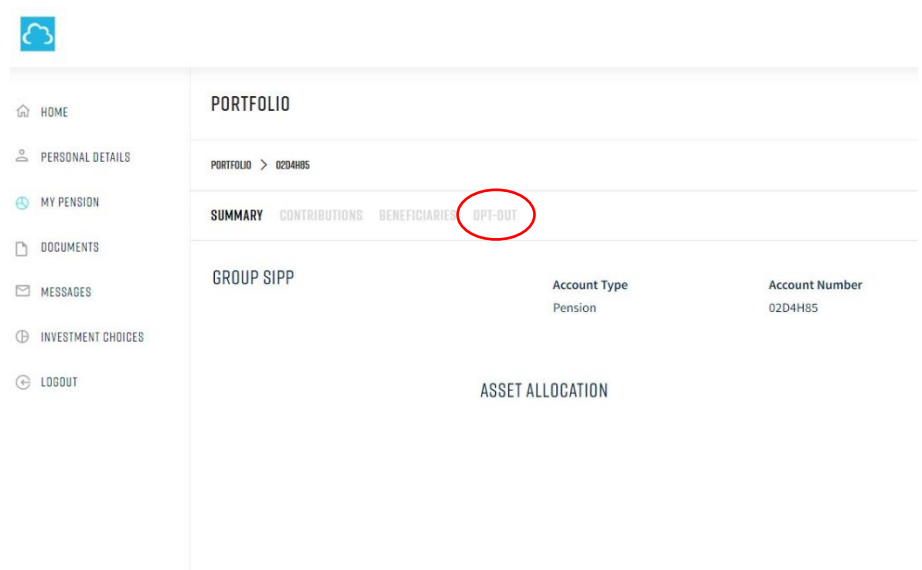 HOME
PERSONAL DETAILS
MY PENSION
DOCUMENTS
MESSAGES
INVESTMENT CHOICES
LOGOUT
PORTFOLIO
PORTFOLIO > 02D4H85
SUMMARY CONTRIBUTIONS BENEFICIARIES OPT-OUT
GROUP SIPP
Account Type Account Number
Pension 02D4H85
ASSET ALLOCATION